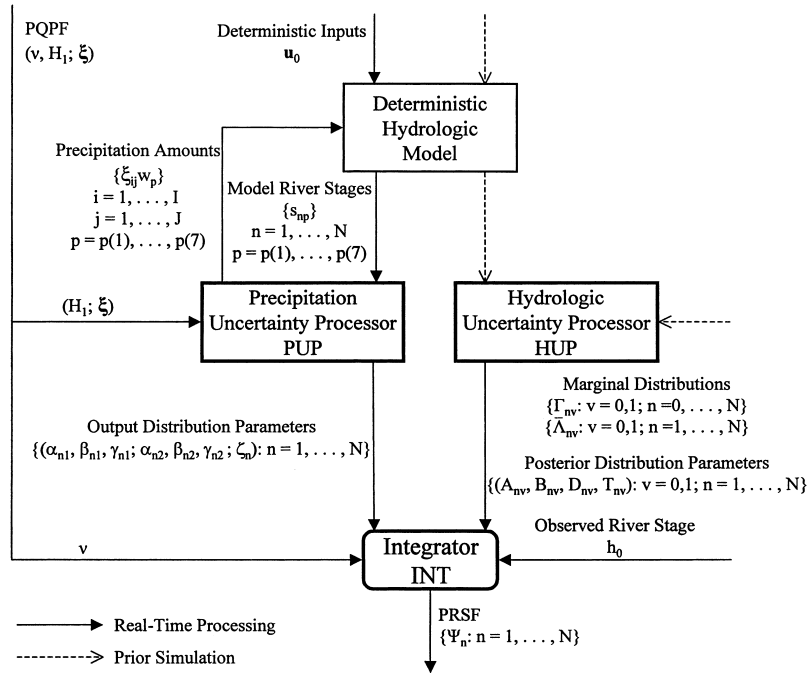 PQPF
(ν, H₁; ξ)
Deterministic Inputs
u₀
Deterministic
Hydrologic
Model
Precipitation Amounts
{ξᵢⱼwₚ}
i = 1, . . . , I
j = 1, . . . , J
p = p(1), . . . , p(7)
Model River Stages
{sₙₚ}
n = 1, . . . , N
p = p(1), . . . , p(7)
(H₁; ξ)
Precipitation
Uncertainty Processor
PUP
Hydrologic
Uncertainty Processor
HUP
Marginal Distributions
{Γₙᵥ: v = 0,1; n =0, . . . , N}
{Λ̄ₙᵥ: v = 0,1; n =1, . . . , N}
Output Distribution Parameters
{(αₙ₁, βₙ₁, γₙ₁; αₙ₂, βₙ₂, γₙ₂ ; ζₙ): n = 1, . . . , N}
Posterior Distribution Parameters
{(Aₙᵥ, Bₙᵥ, Dₙᵥ, Tₙᵥ): v = 0,1; n = 1, . . . , N}
Observed River Stage
h₀
ν
Integrator
INT
PRSF
{Ψₙ: n = 1, . . . , N}
Real-Time Processing
Prior Simulation